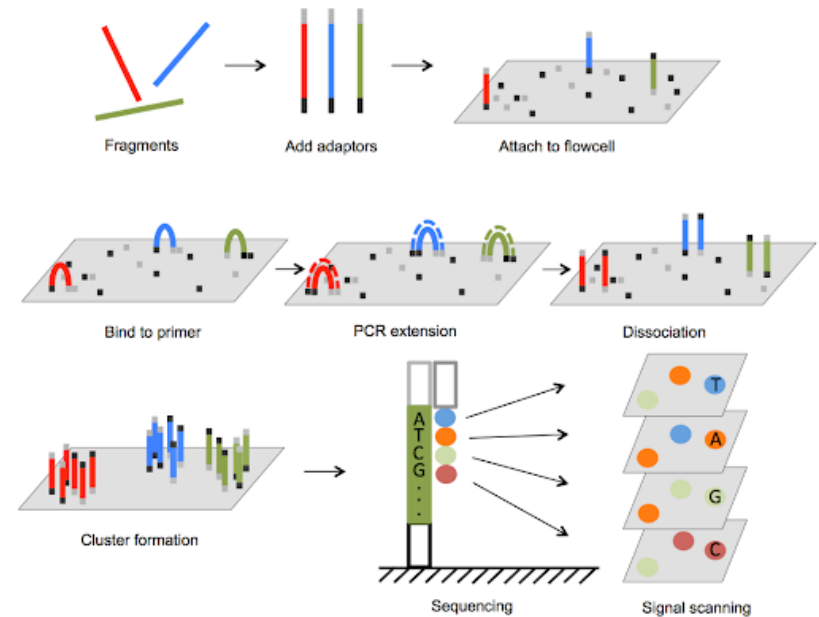 Fragments
Add adaptors
Attach to flowcell
Bind to primer
PCR extension
Dissociation
Cluster formation
A
T
C
G
.
.
.
Sequencing
T
A
G
C
Signal scanning